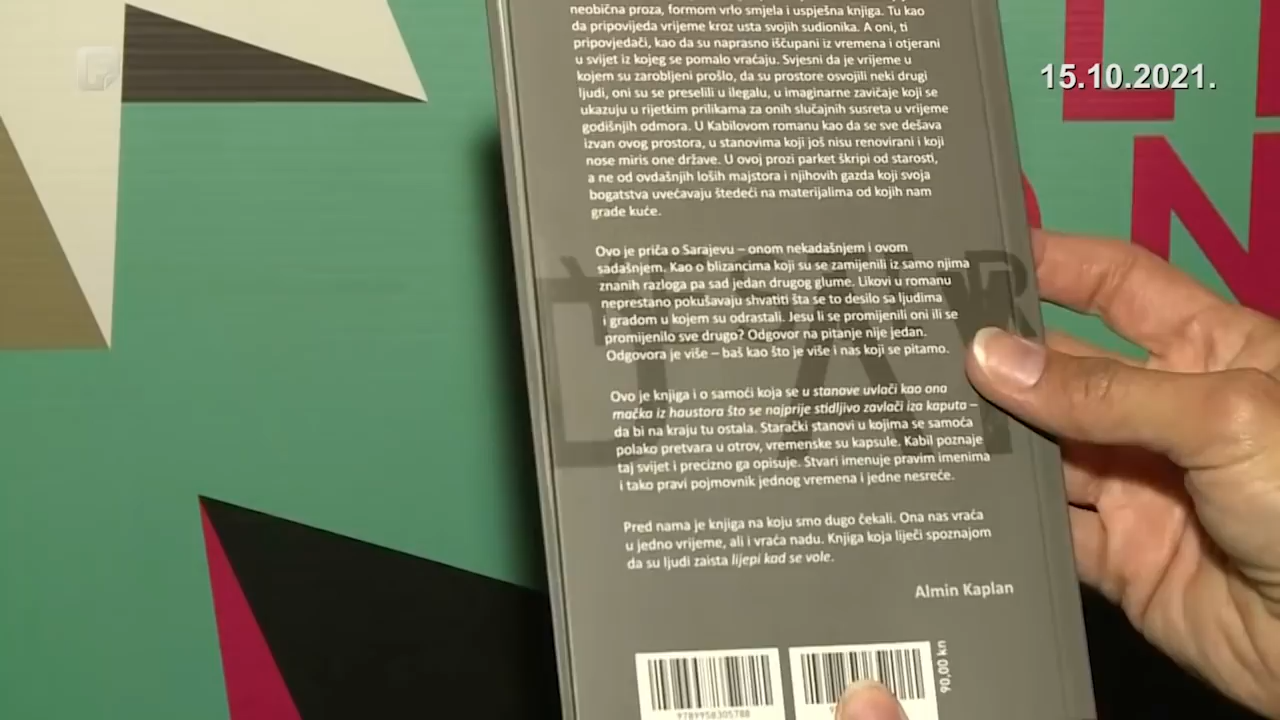 15.10.2021.
neobična proza, formom vrlo smjela i uspješna knjiga. Tu kao
da pripovijeda vrijeme kroz usta svojih sudionika. A oni, ti
pripovjedači, kao da su naprasno iščupani iz vremena i otjerani
u svijet iz kojeg se pomalo vraćaju. Svjesni da je vrijeme u
kojem su zarobljeni prošlo, da su prostore osvojili neki drugi
ljudi, oni su se preselili u ilegalu, u imaginarne zavičaje koji se
ukazuju u rijetkim prilikama za onih slučajnih susreta u vrijeme
godišnjih odmora. U Kabilovom romanu kao da se sve dešava
izvan ovog prostora, u stanovima koji još nisu renovirani i koji
nose miris one države. U ovoj prozi parket škripi od starosti,
a ne od ovdašnjih loših majstora i njihovih gazda koji svoja
bogatstva uvećavaju štedeći na materijalima od kojih nam
grade kuće.
Ovo je priča o Sarajevu – onom nekadašnjem i ovom
sadašnjem. Kao o blizancima koji su se zamijenili iz samo njima
znanih razloga pa sad jedan drugog glume. Likovi u romanu
neprestano pokušavaju shvatiti šta se to desilo sa ljudima
i gradom u kojem su odrastali. Jesu li se promijenili oni ili se
promijenilo sve drugo? Odgovor na pitanje nije jedan.
Odgovora je više – baš kao što je više i nas koji se pitamo.
Ovo je knjiga i o samoći koja se u stanove uvlači kao ona
mačka iz haustora što se najprije stidljivo zavlači iza kaputa –
da bi na kraju tu ostala. Starački stanovi u kojima se samoća
polako pretvara u otrov, vremenske su kapsule. Kabil poznaje
taj svijet i precizno ga opisuje. Stvari imenuje pravim imenima
i tako pravi pojmovnik jednog vremena i jedne nesreće.
Pred nama je knjiga na koju smo dugo čekali. Ona nas vraća
u jedno vrijeme, ali i vraća nadu. Knjiga koja liječi spoznajom
da su ljudi zaista lijepi kad se vole.
Almin Kaplan
90,00 kn
9789958305788